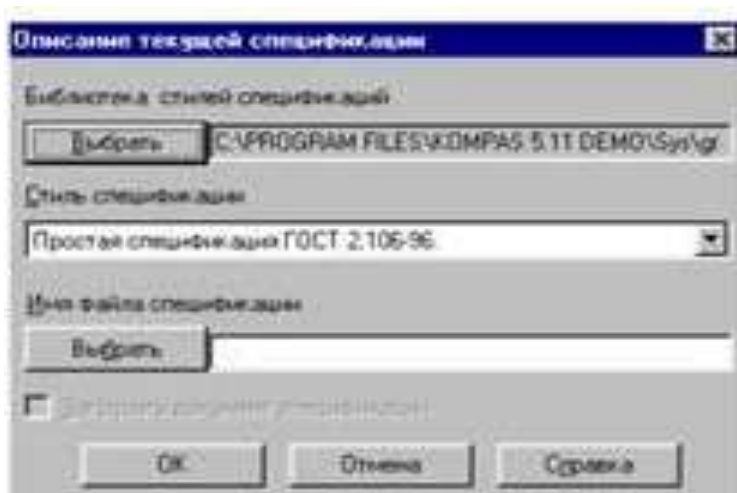 Описание текущей спецификации
Библиотека стилей спецификаций
Выбрать C:\PROGRAM FILES\KOMPAS 5.11 DEMO\Sys\gr
Стиль спецификации
Простая спецификация ГОСТ 2.106-96.
Имя файла спецификации
Выбрать
OK Отмена Справка